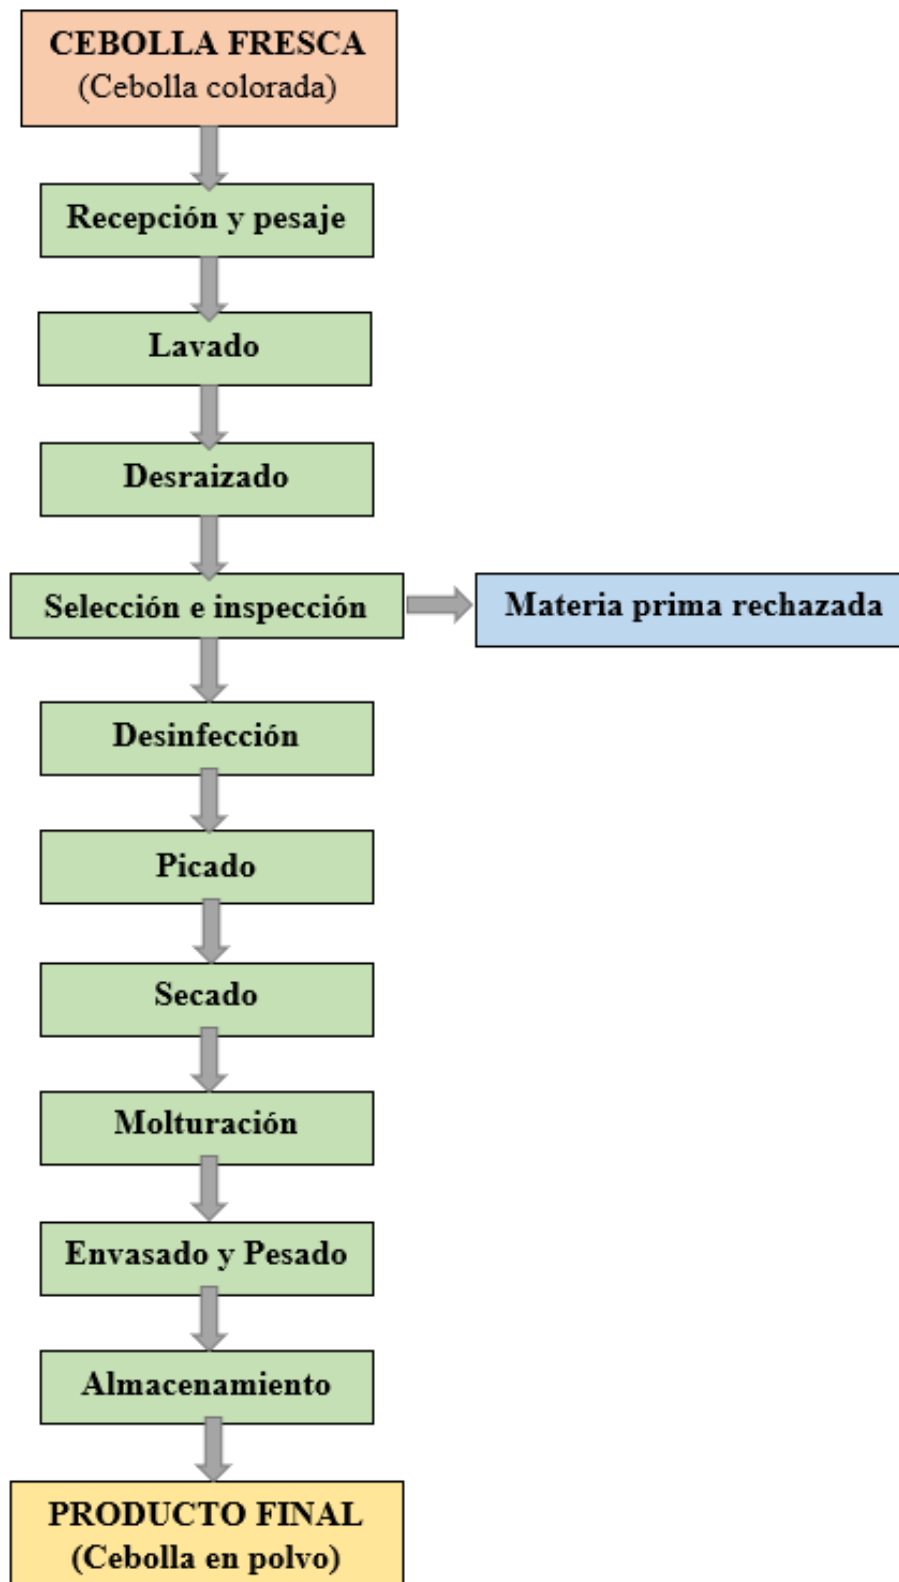 CEBOLLA FRESCA
(Cebolla colorada)
Recepción y pesaje
Lavado
Desraizado
Selección e inspección
Materia prima rechazada
Desinfección
Picado
Secado
Molturación
Envasado y Pesado
Almacenamiento
PRODUCTO FINAL
(Cebolla en polvo)